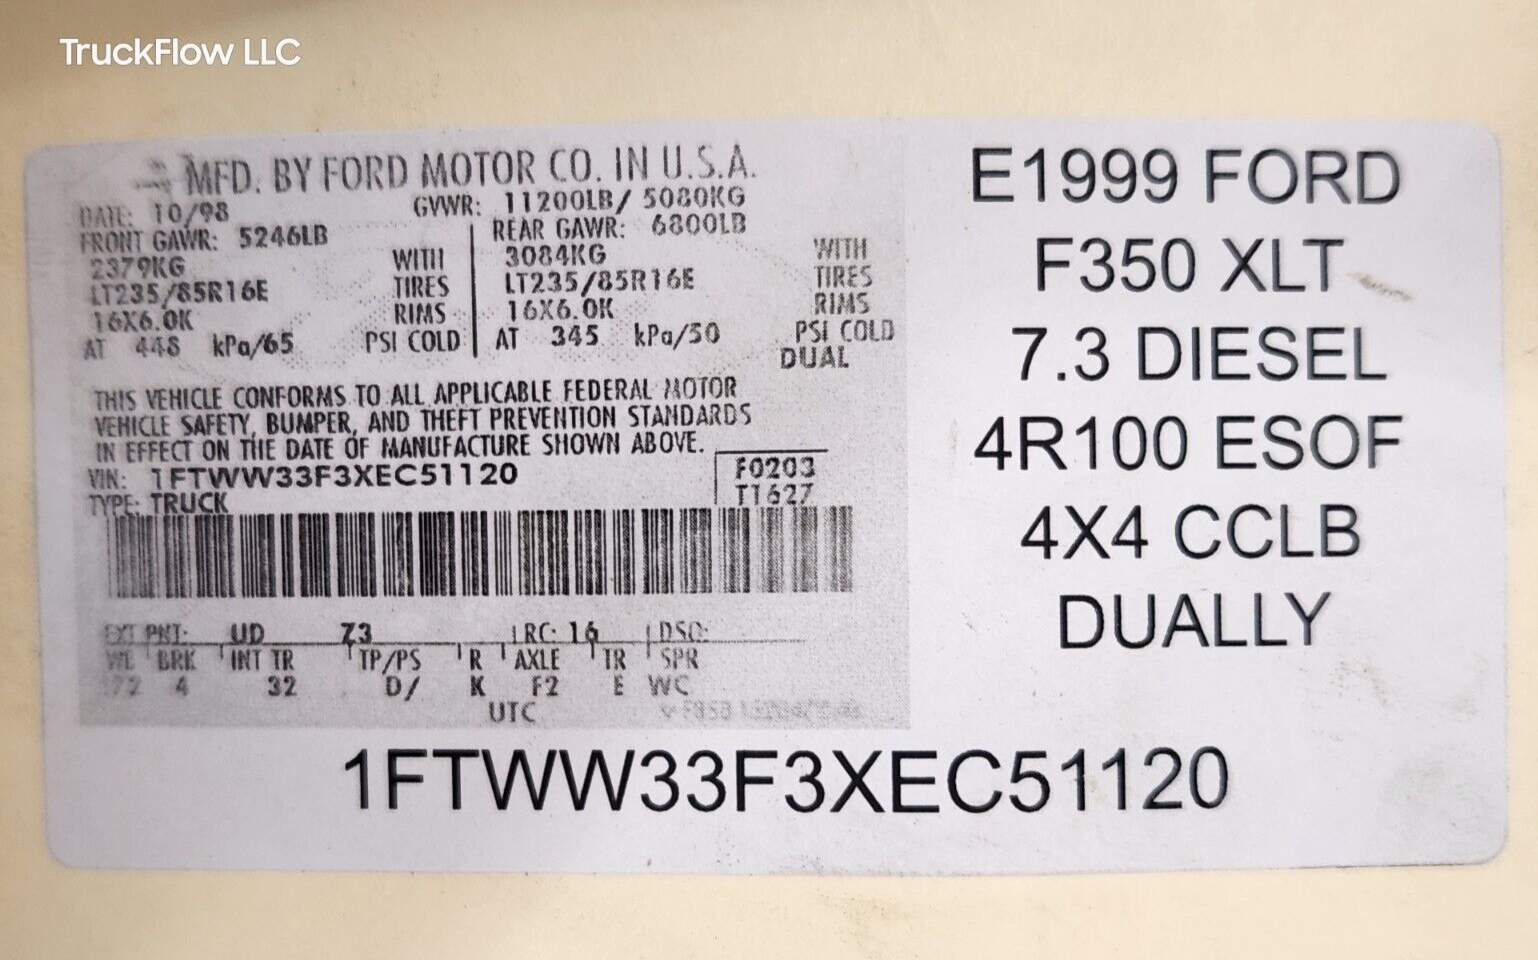 TruckFlow LLC
MFD. BY FORD MOTOR CO. IN U.S.A.
DATE: 10/98 GVWR: 11200LB/ 5080KG
FRONT GAWR: 5246LB REAR GAWR: 6800LB
2379KG WITH 3084KG WITH
LT235/85R16E TIRES LT235/85R16E TIRES
16X6.0K RIMS 16X6.0K RIMS
AT 448 kPa/65 PSI COLD AT 345 kPa/50 PSI COLD
DUAL
THIS VEHICLE CONFORMS TO ALL APPLICABLE FEDERAL MOTOR
VEHICLE SAFETY, BUMPER, AND THEFT PREVENTION STANDARDS
IN EFFECT ON THE DATE OF MANUFACTURE SHOWN ABOVE.
VIN: 1FTWW33F3XEC51120 F0203
TYPE: TRUCK T1627
EXT PNT: UD Z3 RC: 16 DSO:
WB BRK INT TR TP/PS R AXLE TR SPR
172 4 32 D/ K F2 E WC
UTC
E1999 FORD
F350 XLT
7.3 DIESEL
4R100 ESOF
4X4 CCLB
DUALLY
1FTWW33F3XEC51120